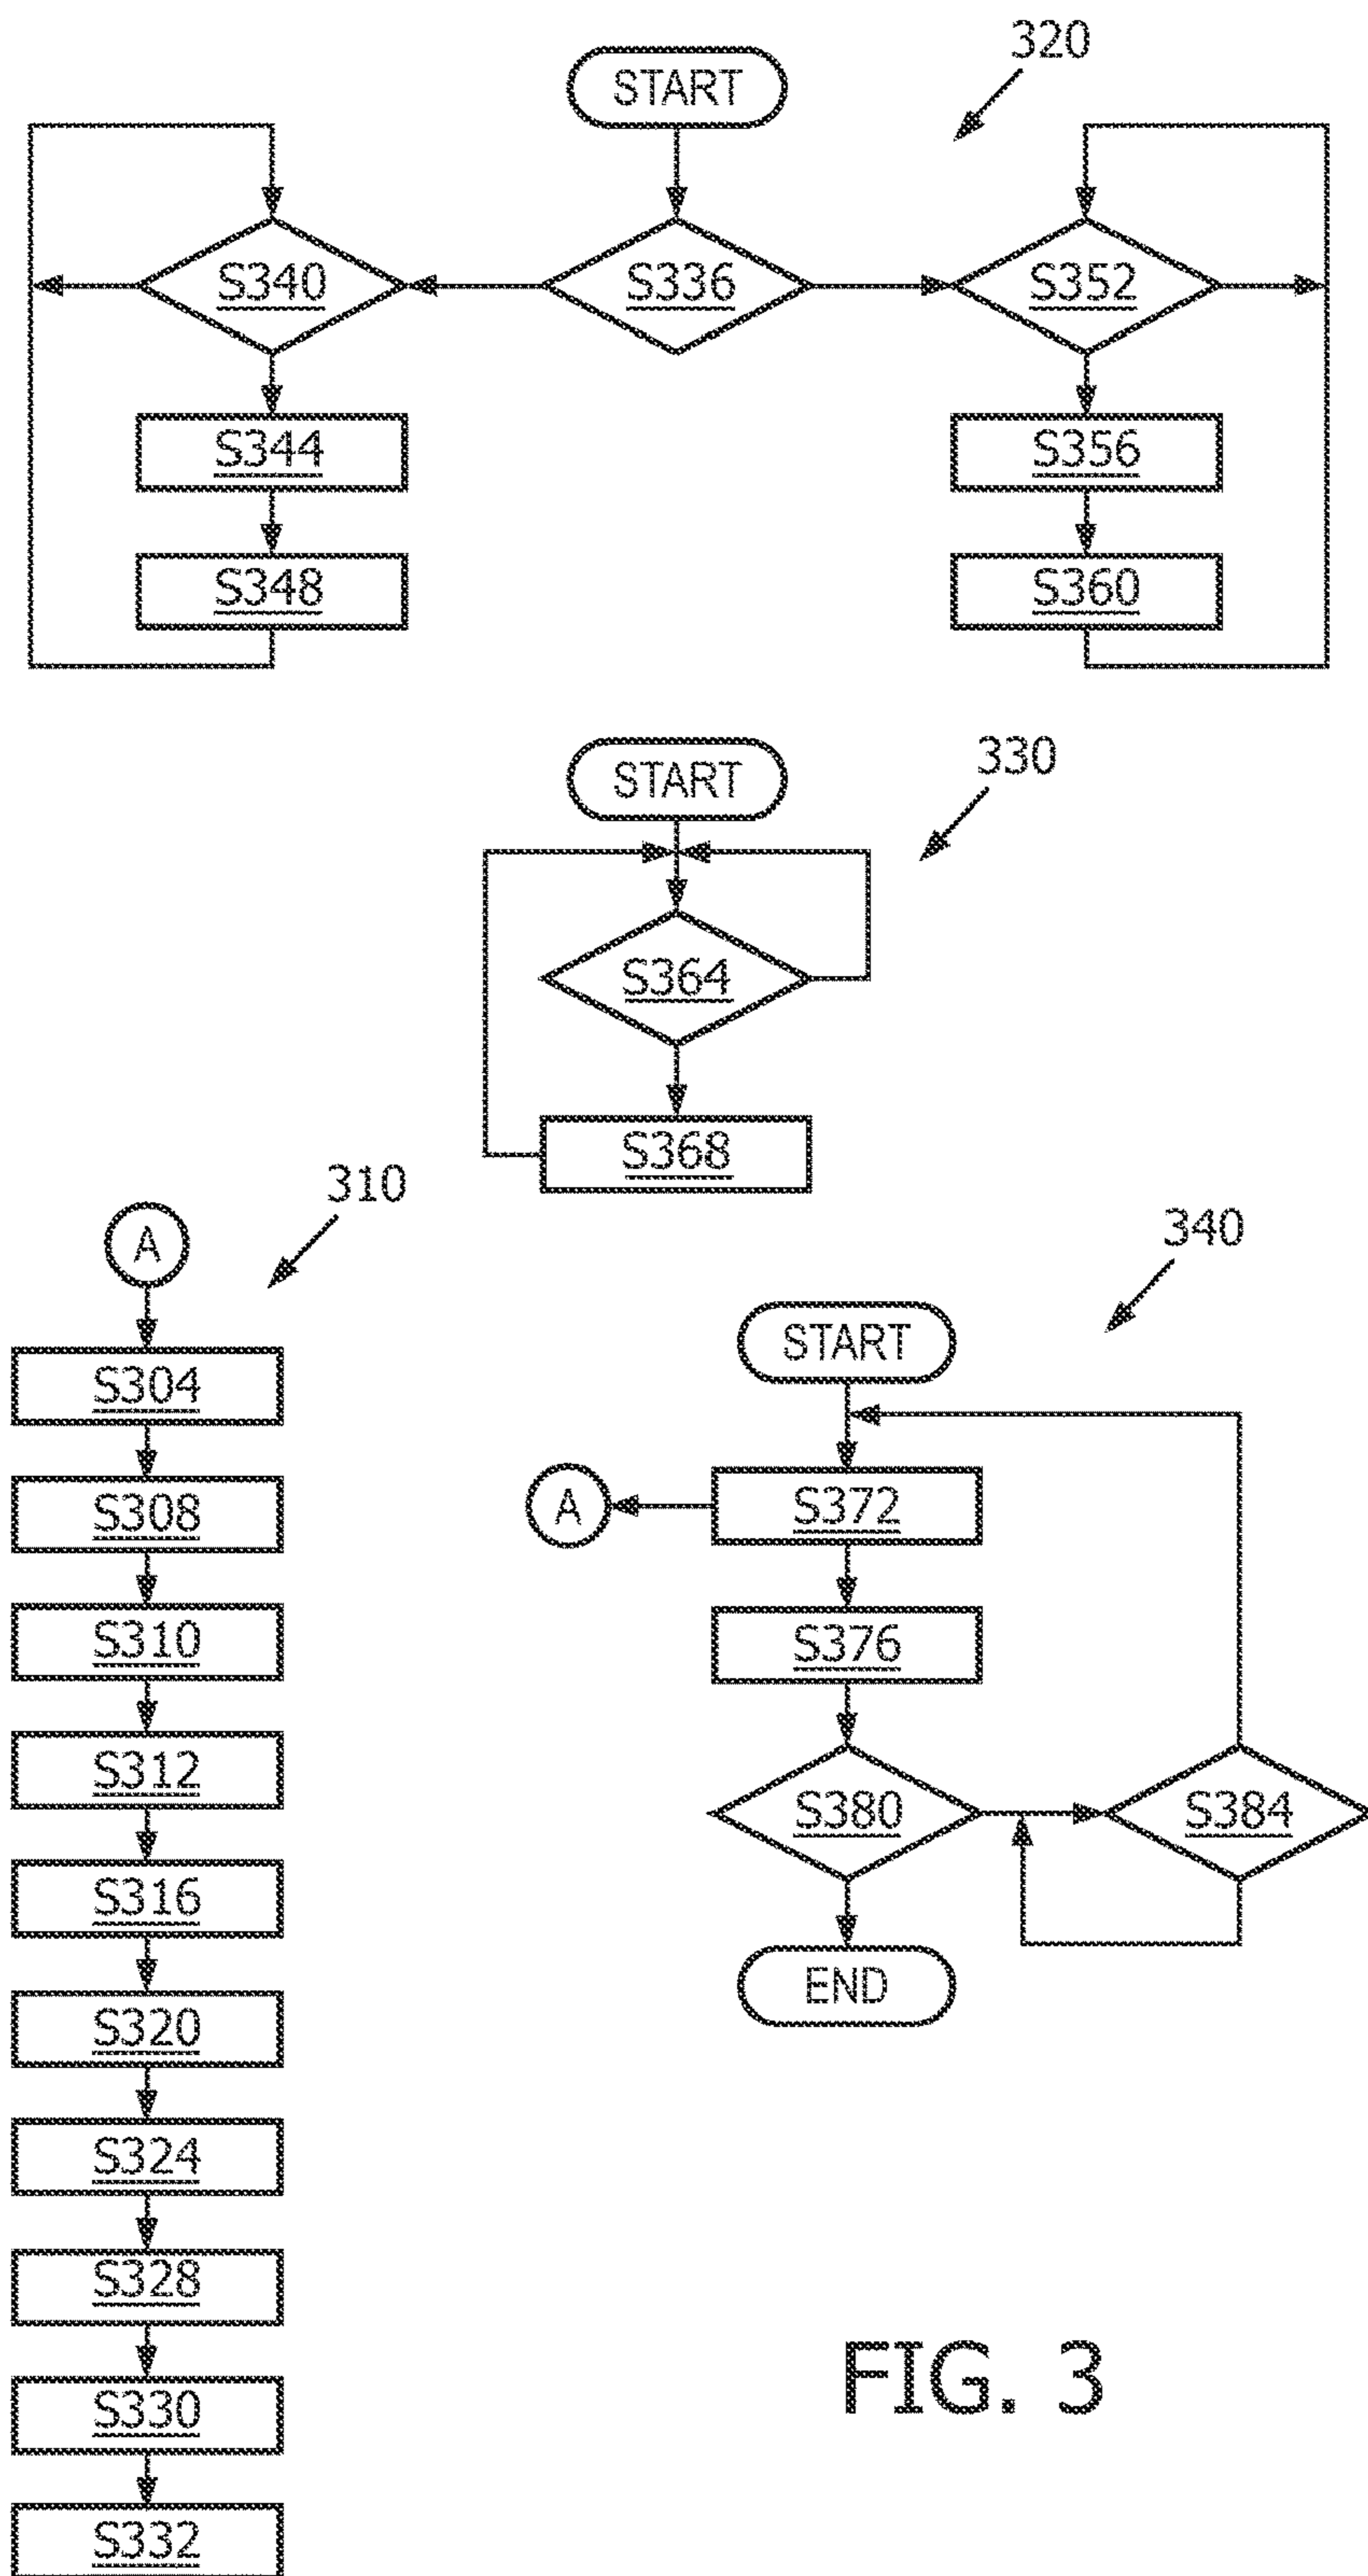 320
START
S340
S336
S352
S344
S356
S348
S360
330
START
S364
S368
310
A
340
START
S304
S308
A
S372
S310
S376
S312
S380
S384
S316
END
S320
S324
S328
FIG. 3
S330
S332